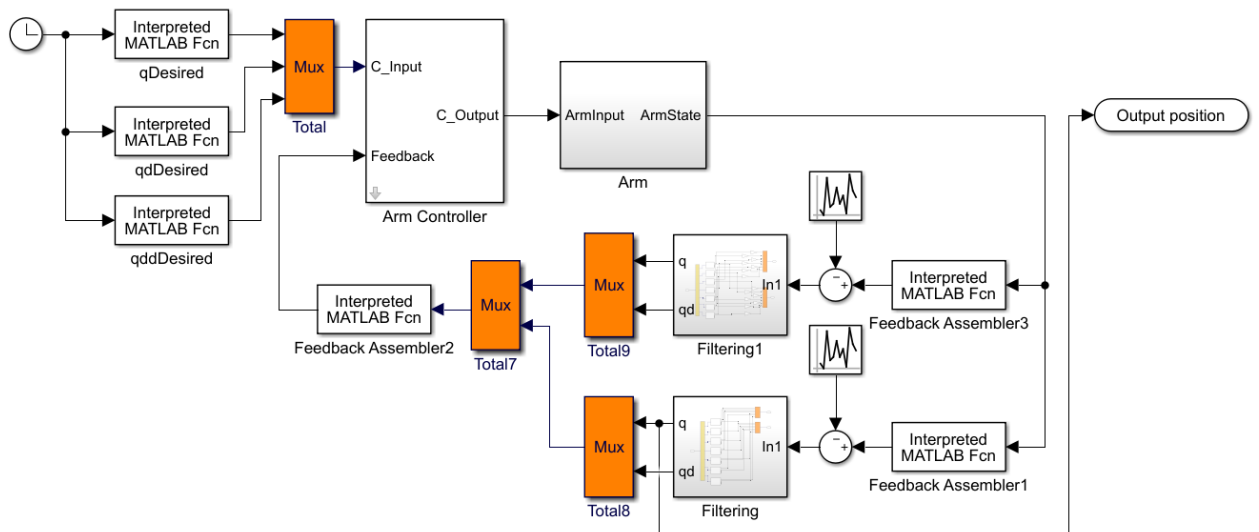 Interpreted
MATLAB Fcn
qDesired
Interpreted
MATLAB Fcn
qdDesired
Interpreted
MATLAB Fcn
qddDesired
Mux
Total
C_Input
C_Output
Feedback
Arm Controller
ArmInput
ArmState
Arm
Output position
Interpreted
MATLAB Fcn
Feedback Assembler2
Mux
Total7
Mux
Total9
q
qd
In1
Filtering1
−
+
Interpreted
MATLAB Fcn
Feedback Assembler3
Mux
Total8
q
qd
In1
Filtering
−
+
Interpreted
MATLAB Fcn
Feedback Assembler1